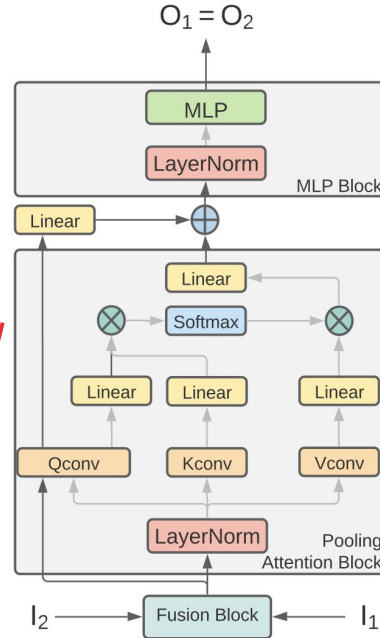 O₁ = O₂
MLP
LayerNorm
MLP Block
Linear
Linear
Softmax
Linear
Linear
Linear
Qconv
Kconv
Vconv
LayerNorm
Pooling
Attention Block
I₂
Fusion Block
I₁